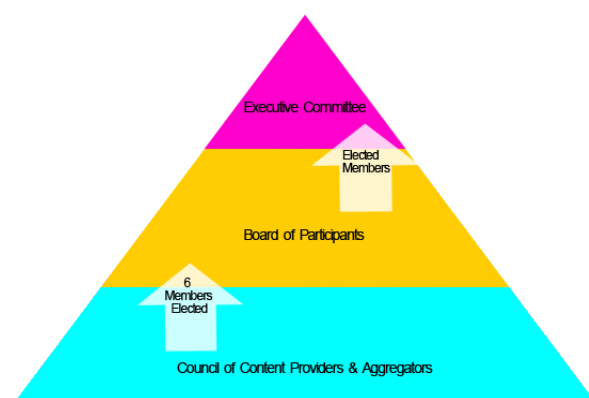 Executive Committee
Elected
Members
Board of Participants
6
Members
Elected
Council of Content Providers & Aggregators